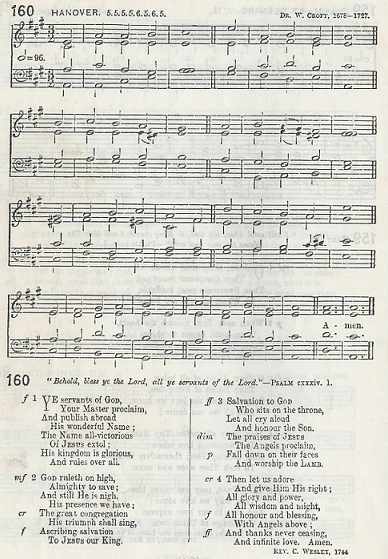 160 HANOVER. 5.5.5.5.6.5.6.5. DR. W. CROFT, 1678—1727.
=96.
A - men.
160 "Behold, bless ye the Lord, all ye servants of the Lord."—PSALM cxxxiv. 1.
f 1 YE servants of GOD,
Your Master proclaim,
And publish abroad
His wonderful Name;
The Name all-victorious
Of JESUS extol;
His kingdom is glorious,
And rules over all.
mf 2 GOD ruleth on high,
Almighty to save;
And still He is nigh.
His presence we have;
cr The great congregation
His triumph shall sing,
f Ascribing salvation
To JESUS our King.
ff 3 Salvation to GOD
Who sits on the throne,
Let all cry aloud
And honour the SON.
dim The praises of JESUS
The Angels proclaim,
p Fall down on their faces
And worship the LAMB.
cr 4 Then let us adore
And give Him His right;
All glory and power,
All wisdom and might,
f All honour and blessing,
With Angels above;
ff And thanks never ceasing,
And infinite love. Amen.
REV. C. WESLEY, 1744